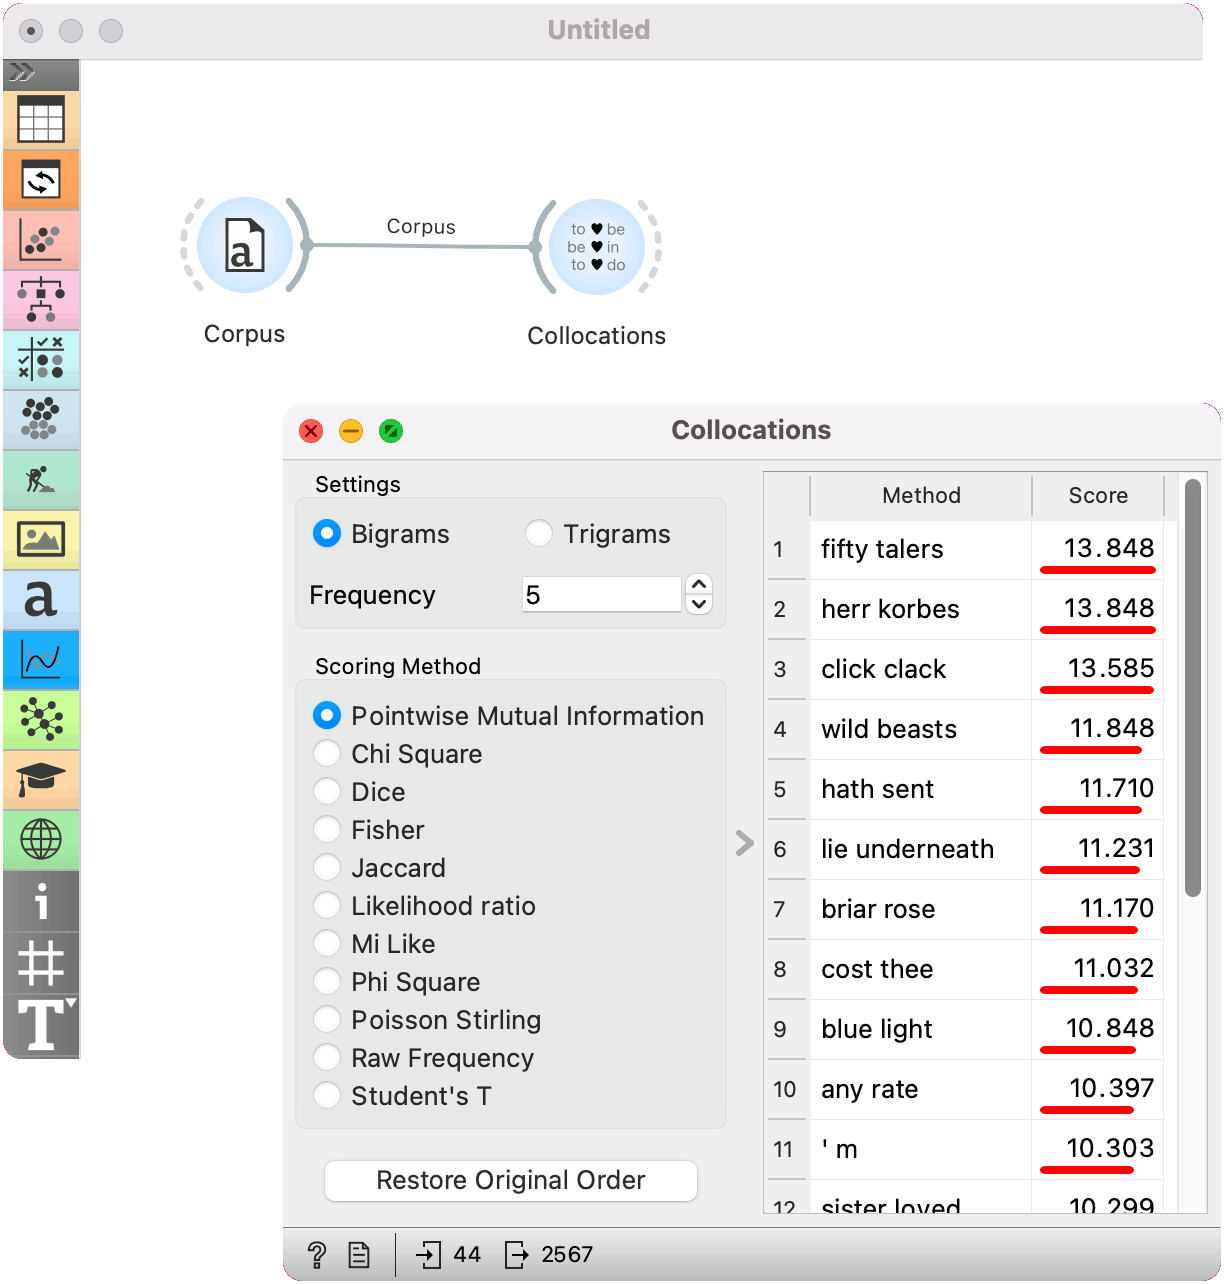 Untitled
Corpus
to ♥ be
be ♥ in
to ♥ do
a
Corpus
Collocations
Collocations
Settings
Bigrams Trigrams
Frequency 5
Scoring Method
Pointwise Mutual Information
Chi Square
Dice
Fisher
Jaccard
Likelihood ratio
Mi Like
Phi Square
Poisson Stirling
Raw Frequency
Student's T
Restore Original Order
Method Score
1 fifty talers 13.848
2 herr korbes 13.848
3 click clack 13.585
4 wild beasts 11.848
5 hath sent 11.710
6 lie underneath 11.231
7 briar rose 11.170
8 cost thee 11.032
9 blue light 10.848
10 any rate 10.397
11 ' m 10.303
12 sister loved 10.299
? 44 2567
a
i
#
T